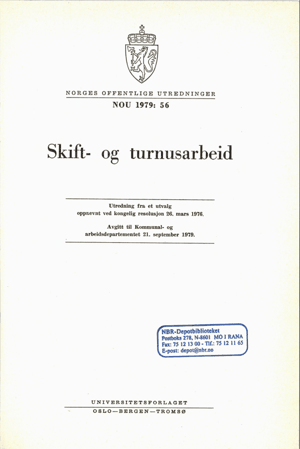 NORGES OFFENTLIGE UTREDNINGER
NOU 1979: 56
Skift- og turnusarbeid
Utredning fra et utvalg
oppnevnt ved kongelig resolusjon 26. mars 1976.
Avgitt til Kommunal- og
arbeidsdepartementet 21. september 1979.
NBR-Depotbiblioteket
Postboks 278, N-8601 MO I RANA
Fax: 75 12 13 00 - Tlf.: 75 12 11 65
E-post: depot@nbr.no
UNIVERSITETSFORLAGET
OSLO—BERGEN—TROMSØ